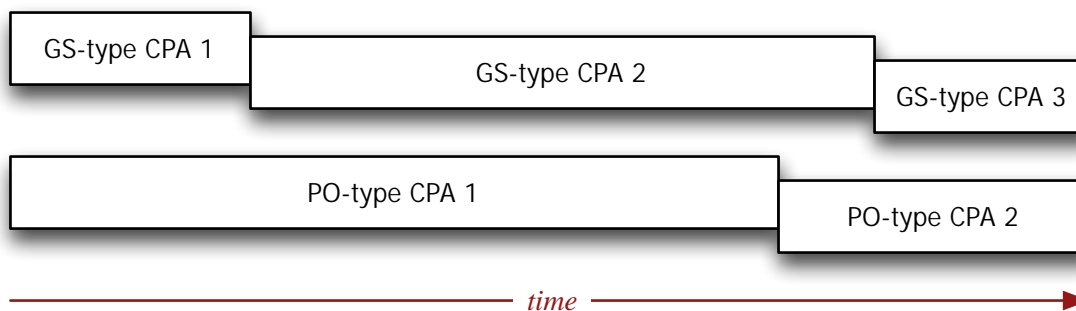 GS-type CPA 1
GS-type CPA 2
GS-type CPA 3
PO-type CPA 1
PO-type CPA 2
time